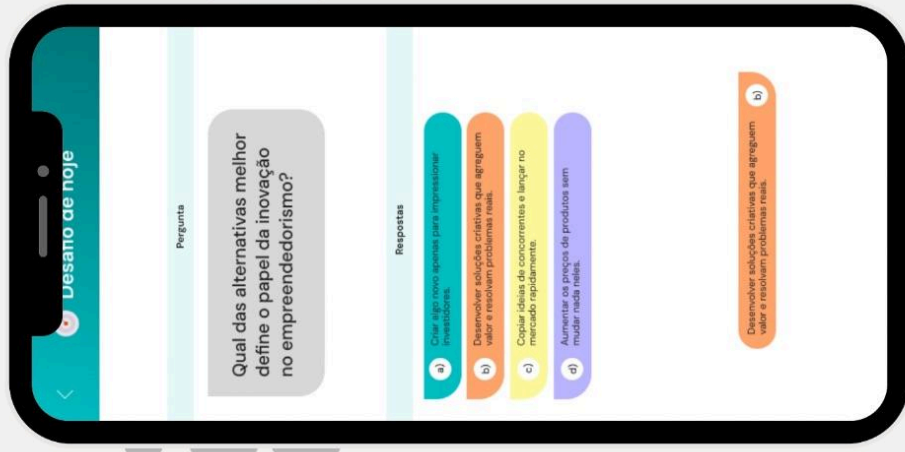 Desafio de hoje
Pergunta
Qual das alternativas melhor
define o papel da inovação
no empreendedorismo?
Respostas
a) Criar algo novo apenas para impressionar
investidores.
b) Desenvolver soluções criativas que agreguem
valor e resolvam problemas reais.
c) Copiar ideias de concorrentes e lançar no
mercado rapidamente.
d) Aumentar os preços de produtos sem
mudar nada neles.
Desenvolver soluções criativas que agreguem b)
valor e resolvam problemas reais.